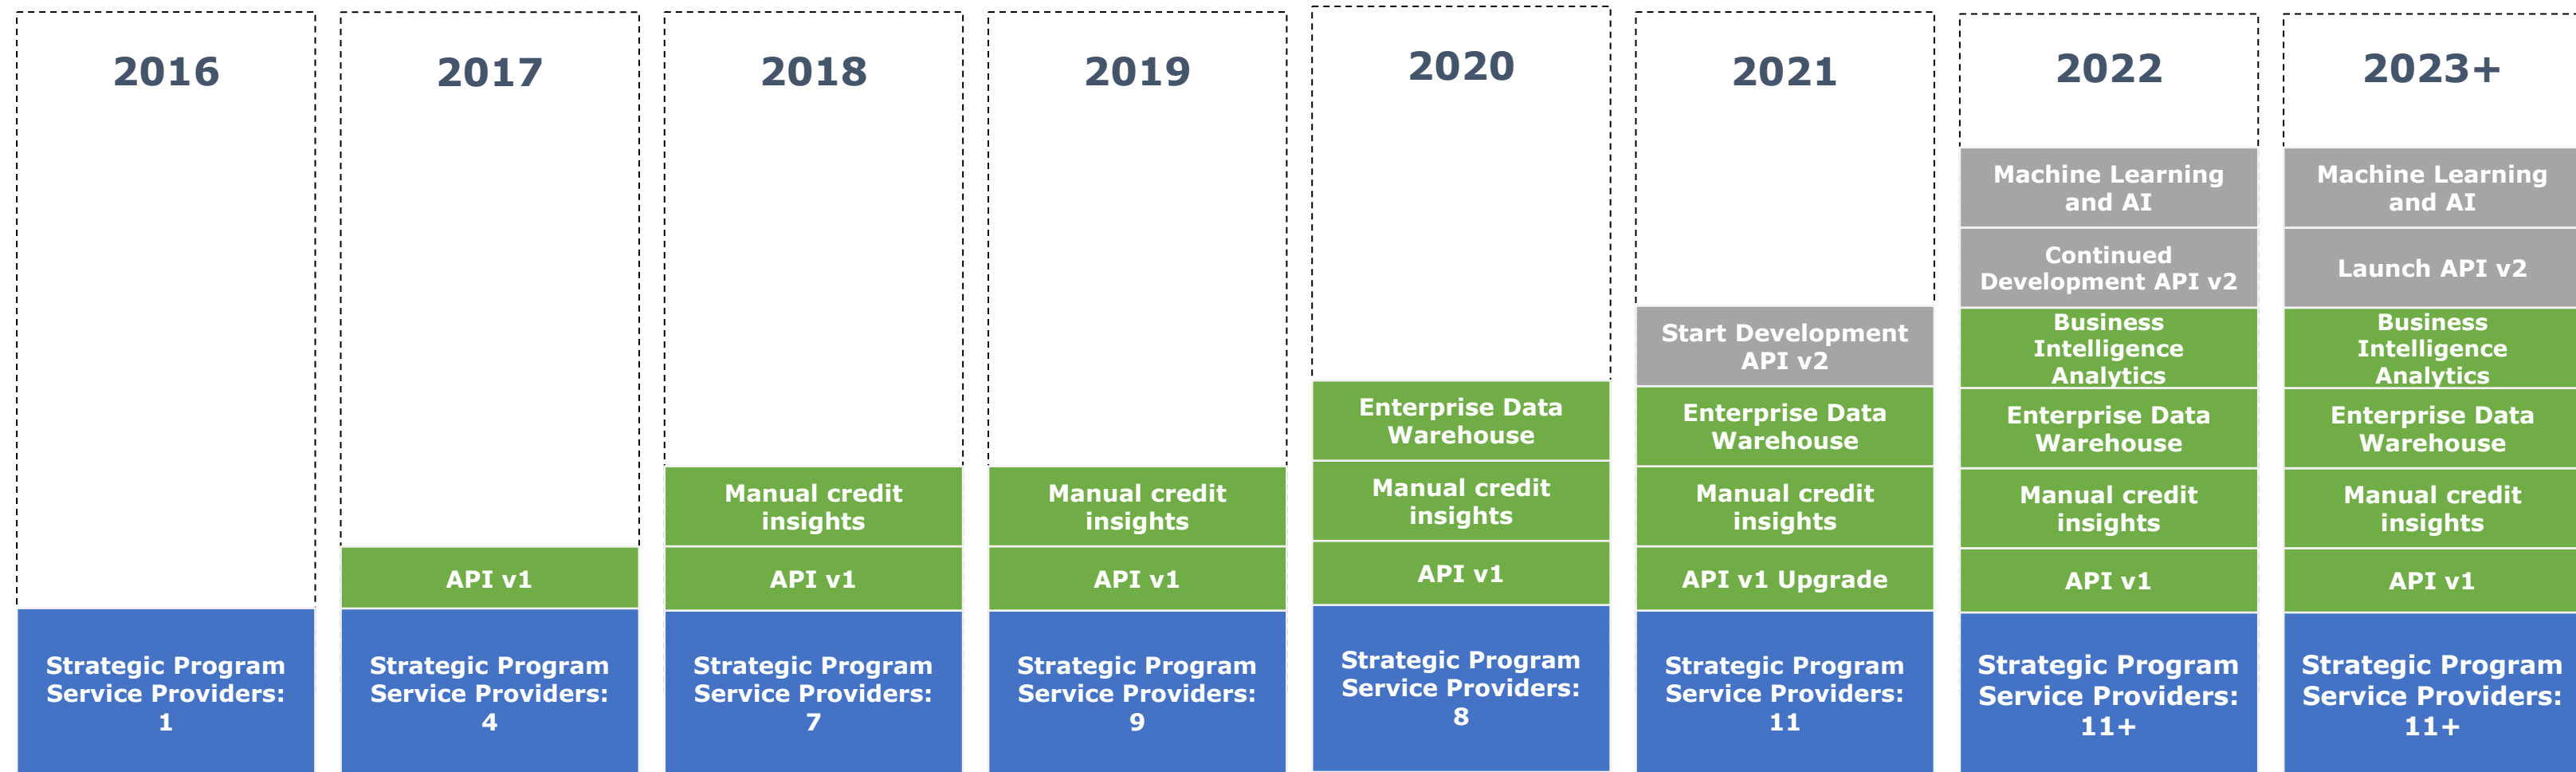 2016
2017
2018
2019
2020
2021
2022
2023+
Strategic Program
Service Providers:
1
API v1
Strategic Program
Service Providers:
4
Manual credit
insights
API v1
Strategic Program
Service Providers:
7
Manual credit
insights
API v1
Strategic Program
Service Providers:
9
Enterprise Data
Warehouse
Manual credit
insights
API v1
Strategic Program
Service Providers:
8
Start Development
API v2
Enterprise Data
Warehouse
Manual credit
insights
API v1 Upgrade
Strategic Program
Service Providers:
11
Machine Learning
and AI
Continued
Development API v2
Business
Intelligence
Analytics
Enterprise Data
Warehouse
Manual credit
insights
API v1
Strategic Program
Service Providers:
11+
Machine Learning
and AI
Launch API v2
Business
Intelligence
Analytics
Enterprise Data
Warehouse
Manual credit
insights
API v1
Strategic Program
Service Providers:
11+